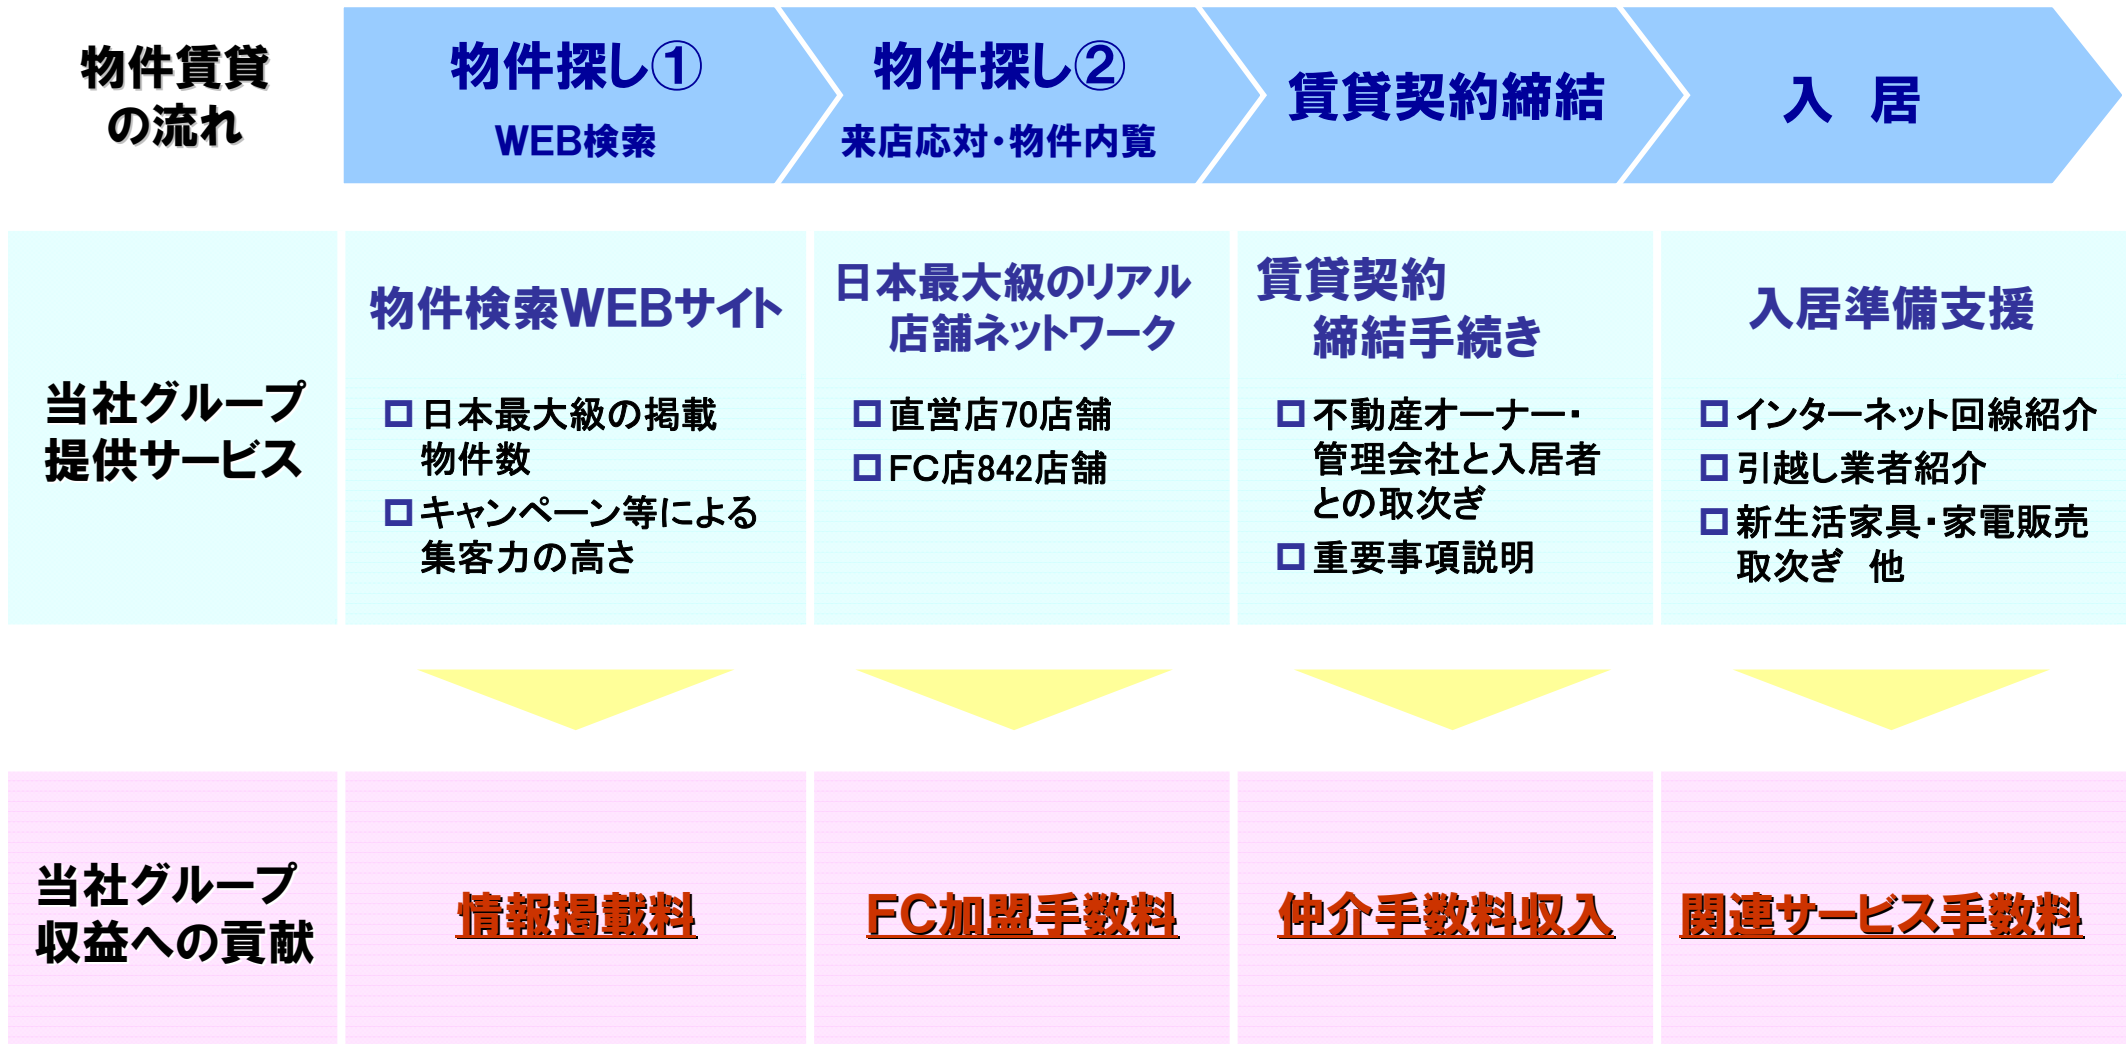 物件賃貸
の流れ
物件探し①
WEB検索
物件探し②
来店応対・物件内覧
賃貸契約締結
入　居
当社グループ
提供サービス
物件検索WEBサイト
□日本最大級の掲載
物件数
□キャンペーン等による
集客力の高さ
日本最大級のリアル
店舗ネットワーク
□直営店70店舗
□FC店842店舗
賃貸契約
締結手続き
□不動産オーナー・
管理会社と入居者
との取次ぎ
□重要事項説明
入居準備支援
□インターネット回線紹介
□引越し業者紹介
□新生活家具・家電販売
取次ぎ　他
当社グループ
収益への貢献
情報掲載料
FC加盟手数料
仲介手数料収入
関連サービス手数料